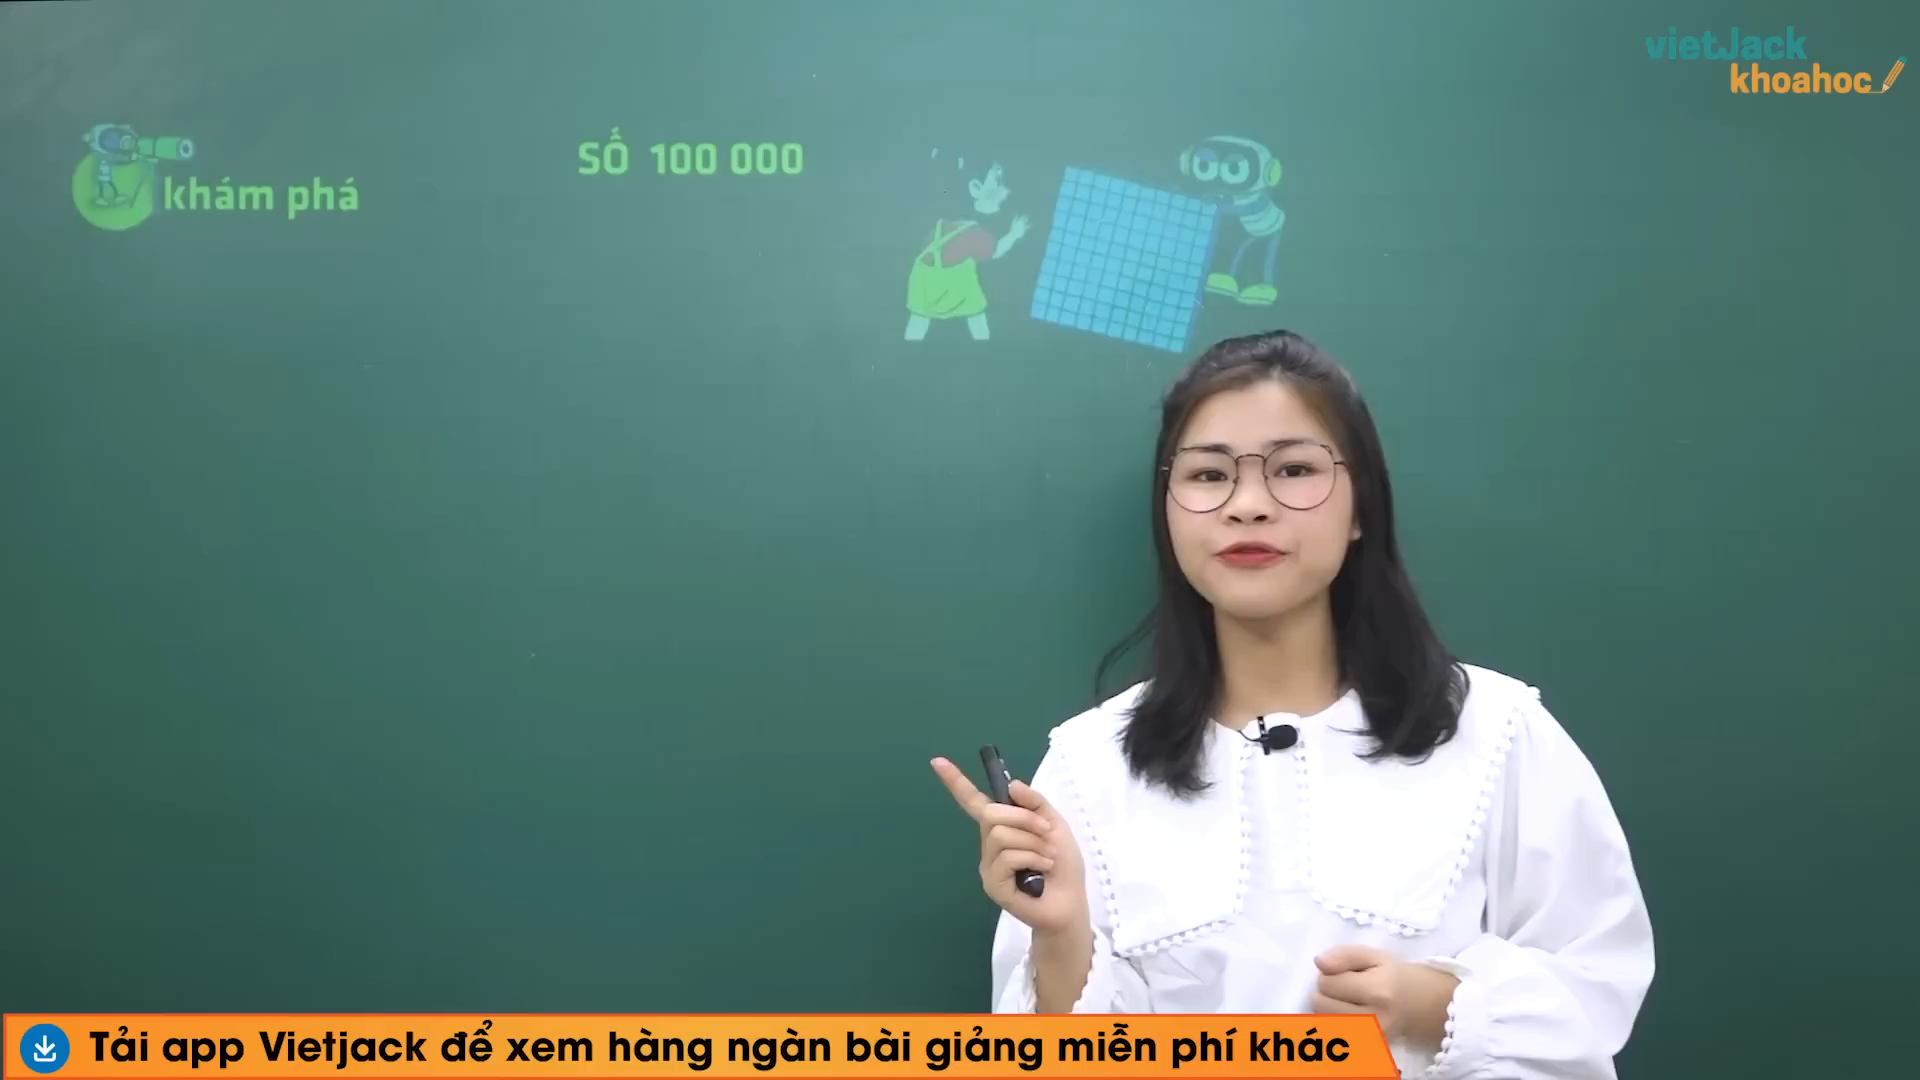 vietJack
khoahoc
khám phá
SỐ 100 000
Tải app Vietjack để xem hàng ngàn bài giảng miễn phí khác